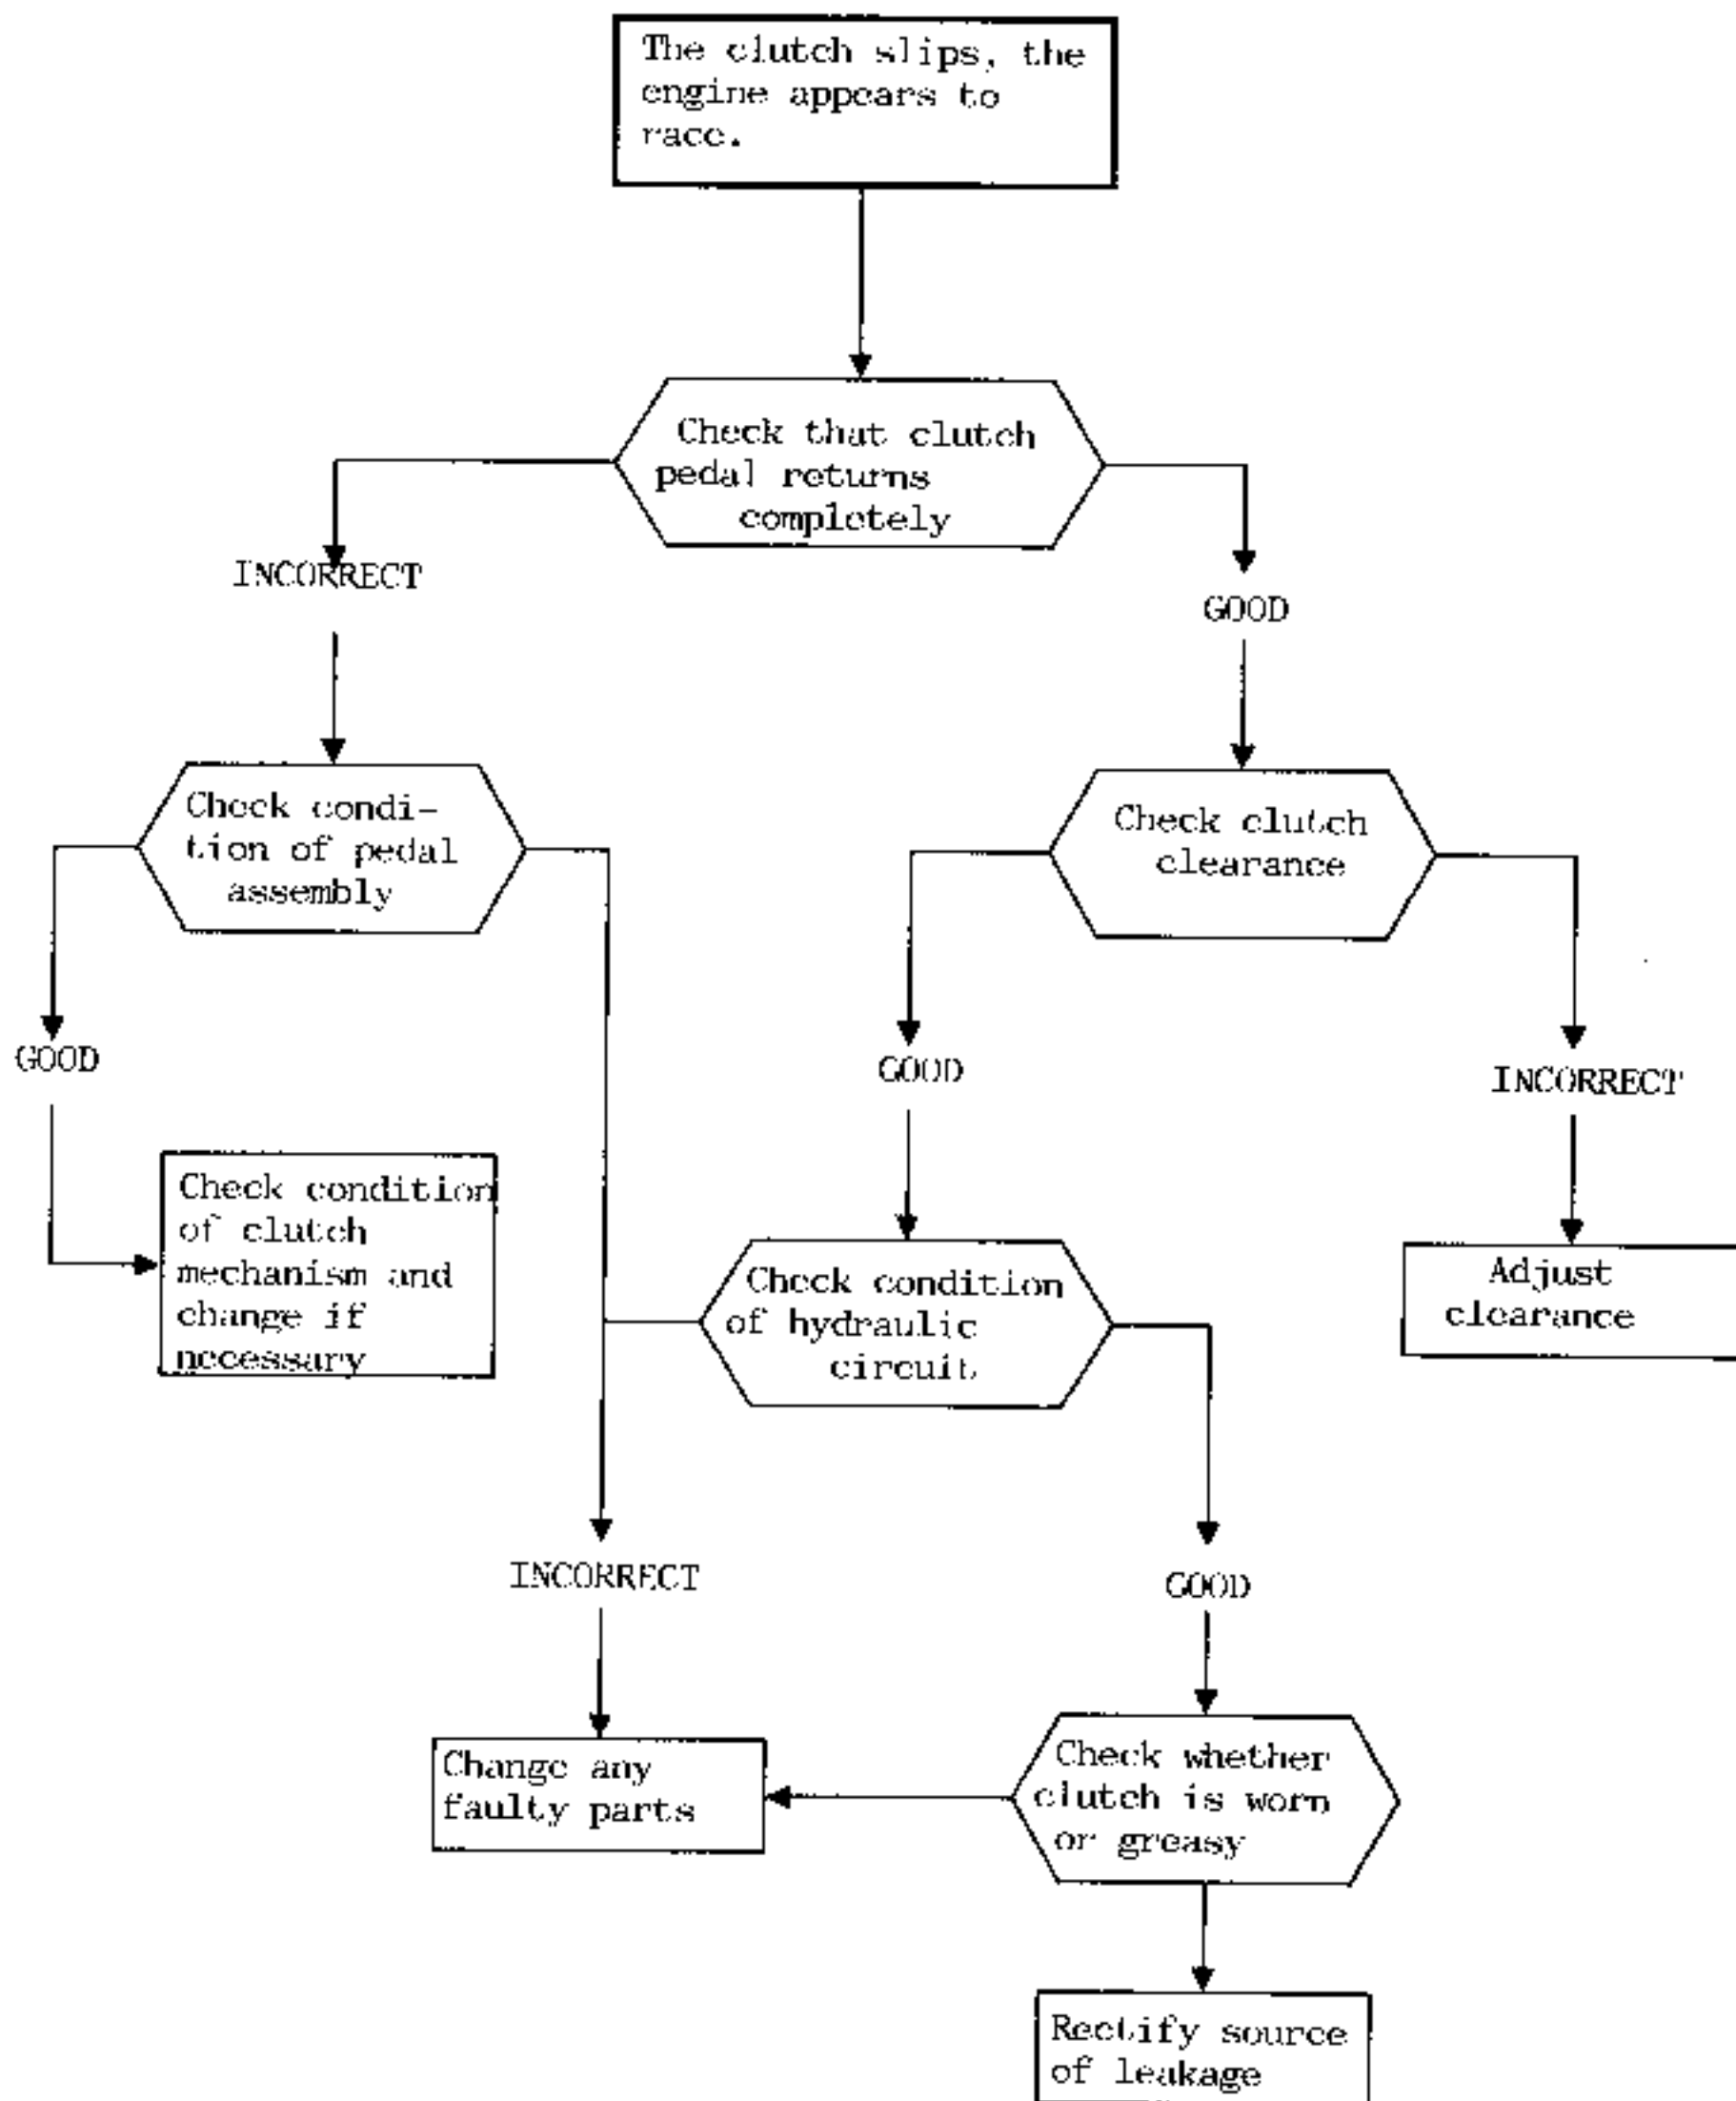 The clutch slips, the
engine appears to
race.
Check that clutch
pedal returns
completely
INCORRECT
GOOD
Check condi-
tion of pedal
assembly
Check clutch
clearance
GOOD
GOOD
INCORRECT
Check condition
of clutch
mechanism and
change if
necessary
Check condition
of hydraulic
circuit
Adjust
clearance
INCORRECT
GOOD
Change any
faulty parts
Check whether
clutch is worn
or greasy
Rectify source
of leakage